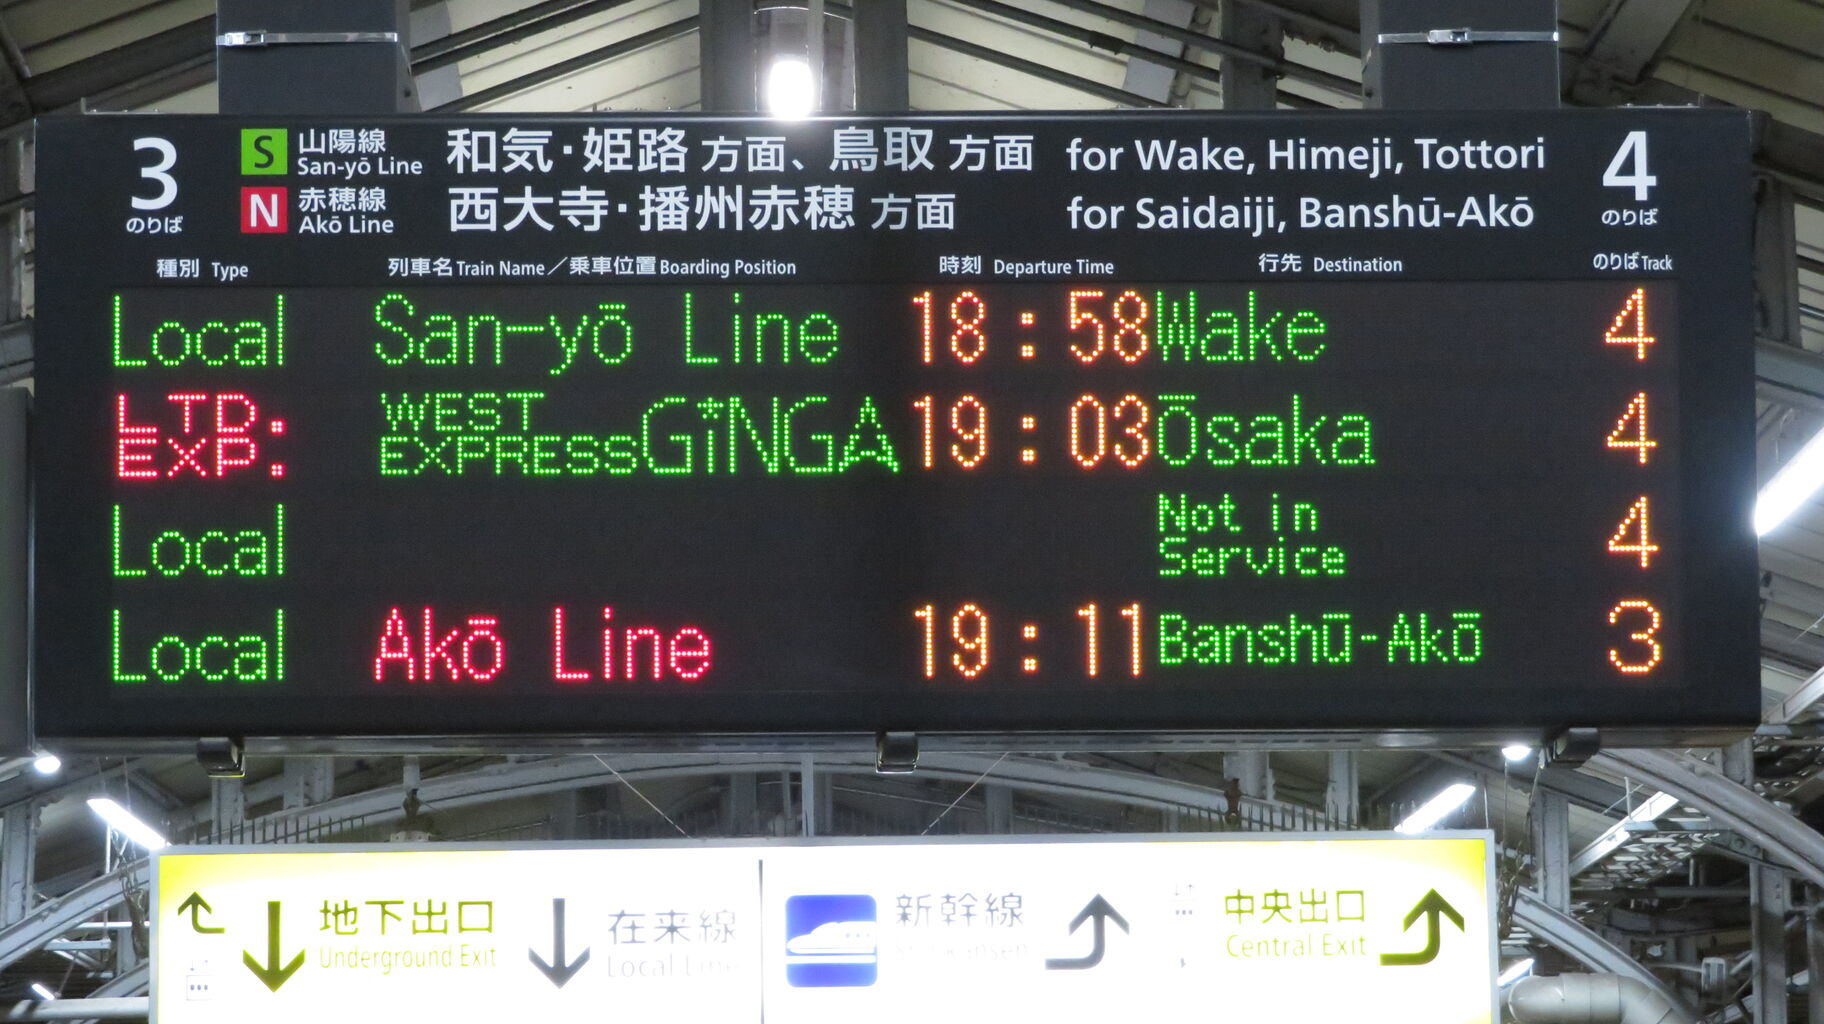 3 のりば
S 山陽線 San-yō Line
和気・姫路 方面、鳥取 方面 for Wake, Himeji, Tottori
N 赤穂線 Akō Line
西大寺・播州赤穂 方面 for Saidaiji, Banshū-Akō
4 のりば
種別 Type 列車名 Train Name／乗車位置 Boarding Position 時刻 Departure Time 行先 Destination のりば Track
Local San-yō Line 18:58 Wake 4
LTD. EXP. WEST EXPRESS GiNGA 19:03 Ōsaka 4
Local Not in Service 4
Local Akō Line 19:11 Banshū-Akō 3
地下出口 在来線 新幹線 中央出口
Underground Exit Local Line Shinkansen Central Exit